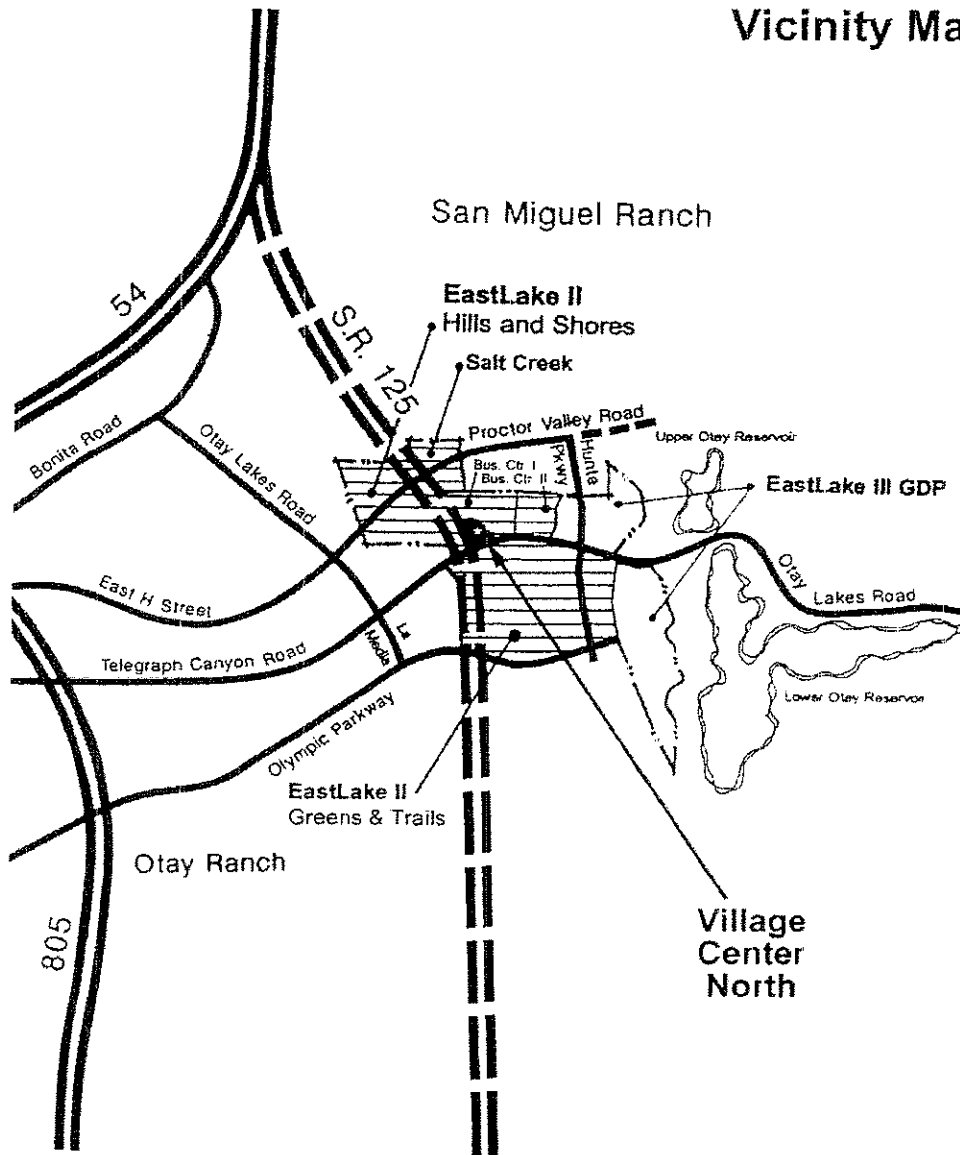 Vicinity Ma
San Miguel Ranch
54
S.R. 125
EastLake II
Hills and Shores
Salt Creek
Proctor Valley Road
Upper Otay Reservoir
Bonita Road
Otay Lakes Road
Bus. Ctr. I
Bus. Ctr. II
Hunte
Pkwy
EastLake III GDP
East H Street
Otay
Lakes Road
Telegraph Canyon Road
La
Media
Lower Otay Reservoir
Olympic Parkway
EastLake II
Greens & Trails
Otay Ranch
805
Village
Center
North